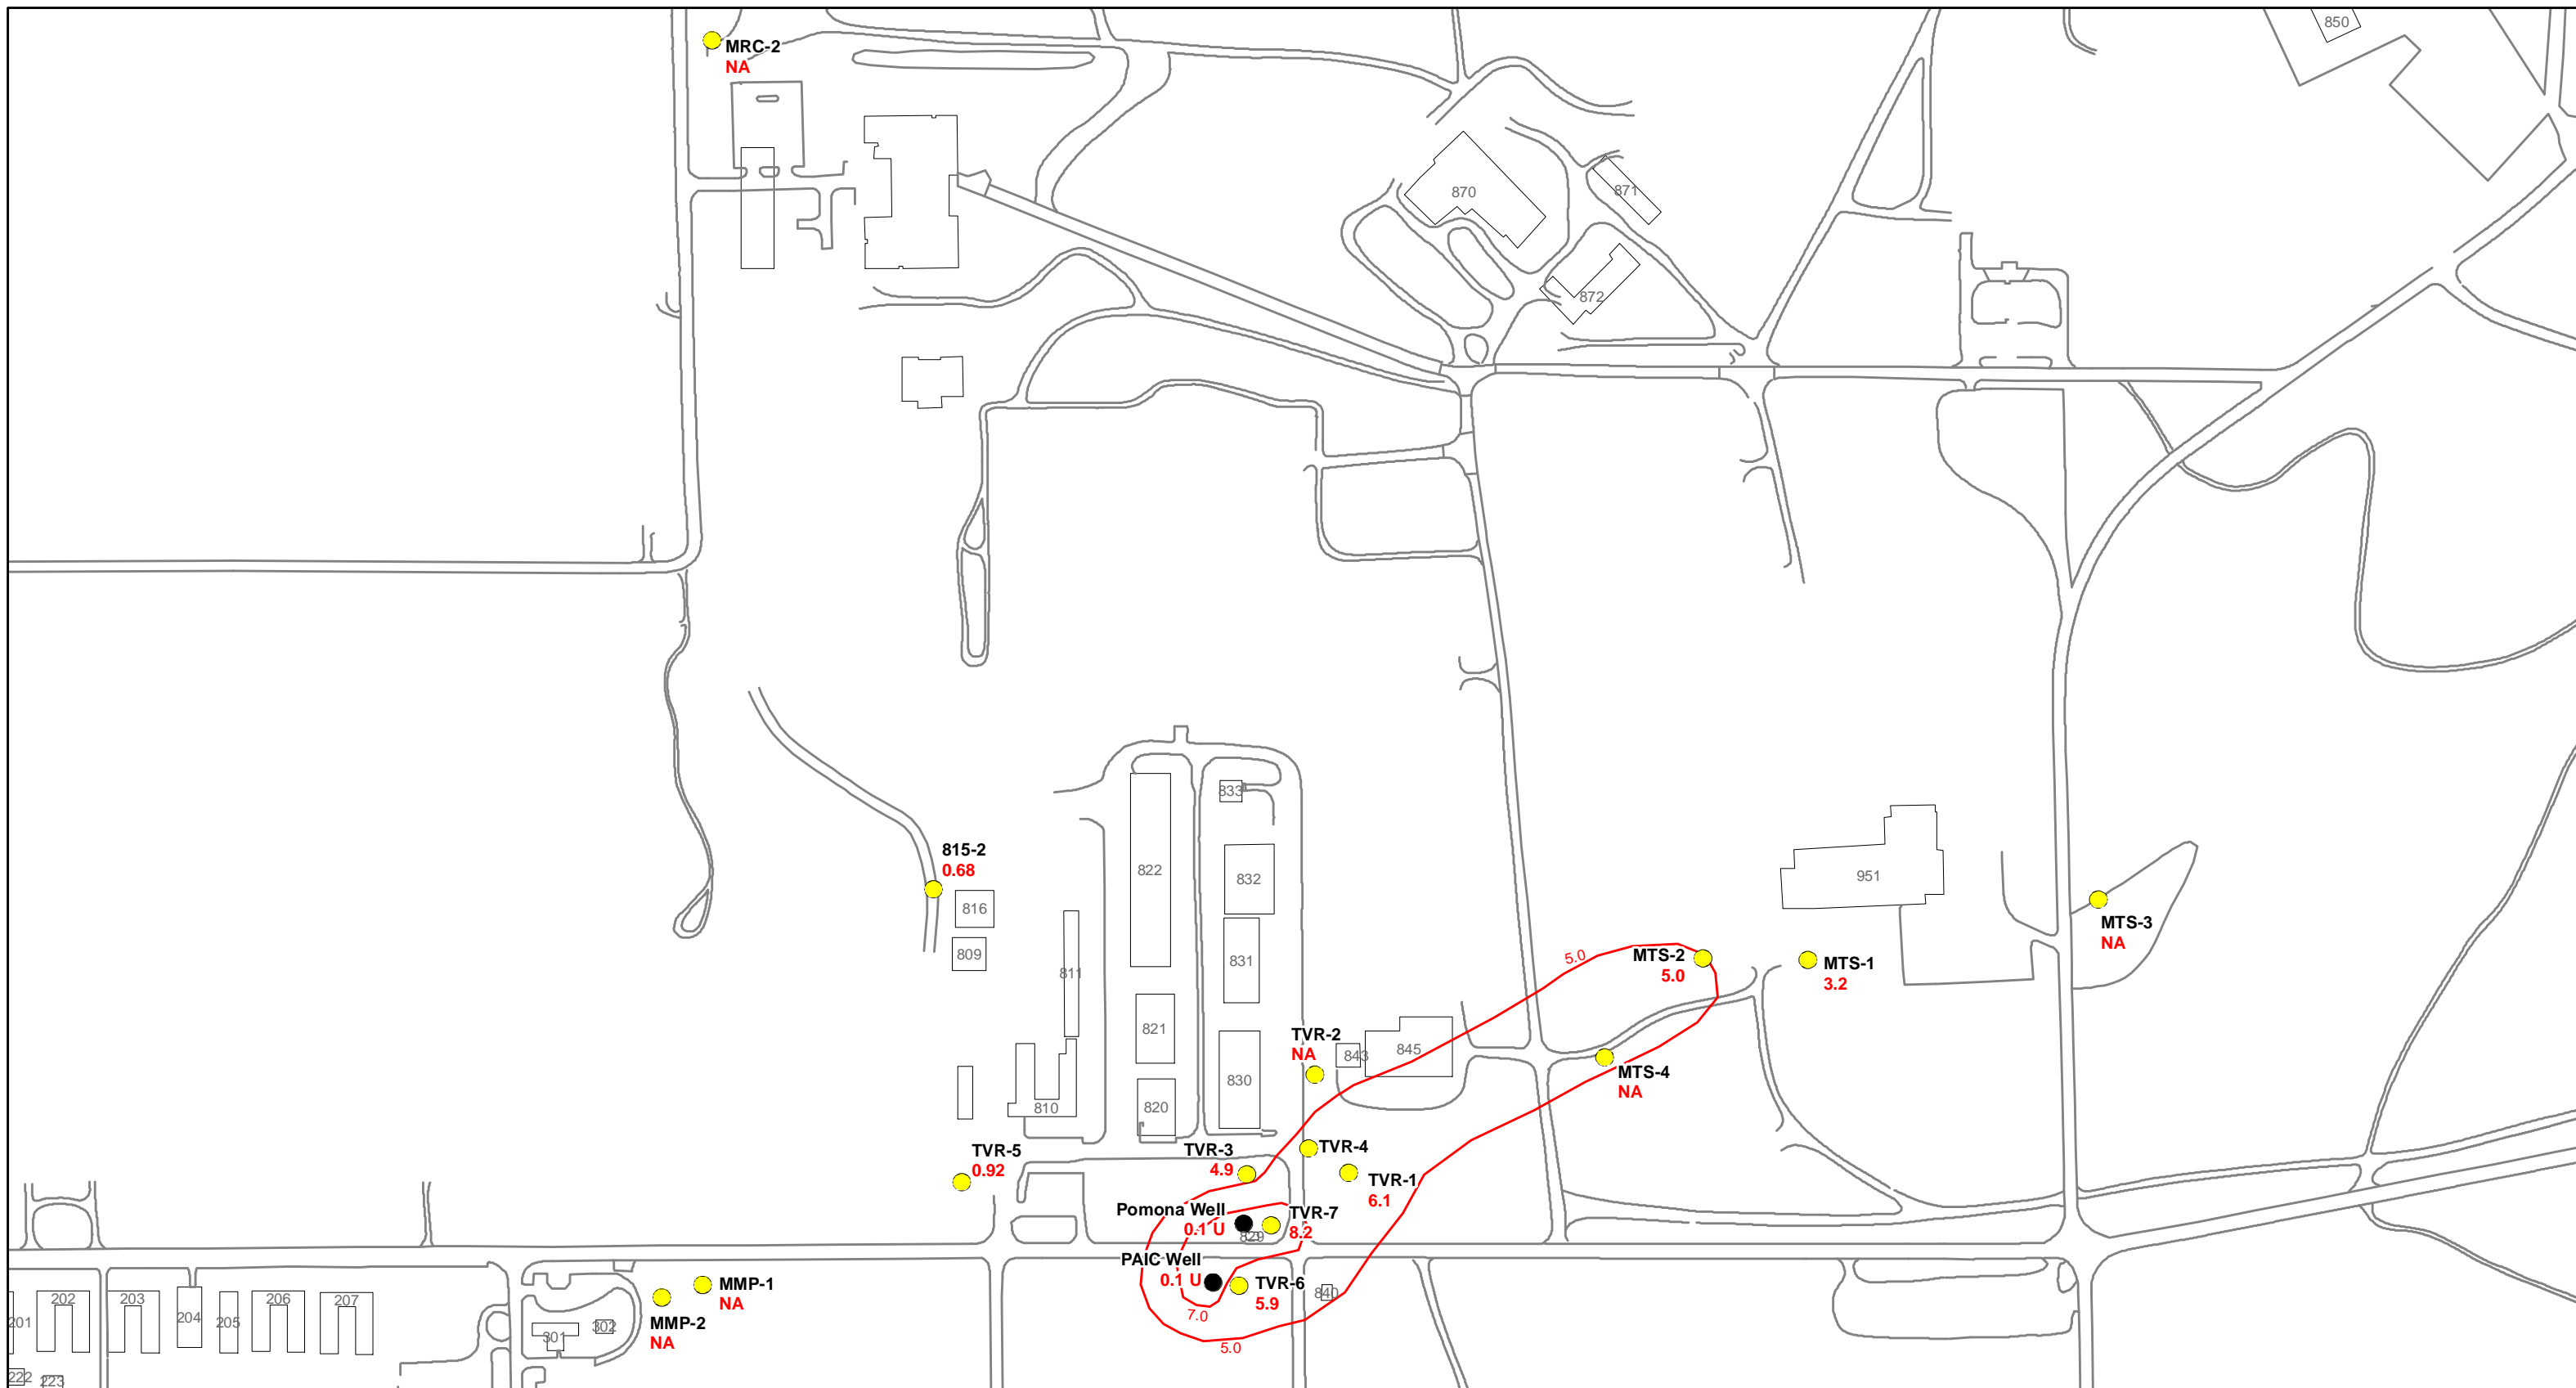 850
MRC-2
NA
870
871
872
815-2
0.68
816
809
811
822
833
832
831
821
830
820
810
951
MTS-3
NA
5.0
MTS-2
5.0
MTS-1
3.2
TVR-2
NA
843
845
MTS-4
NA
TVR-5
0.92
TVR-3
4.9
TVR-4
TVR-1
6.1
Pomona Well
0.1 U
829
TVR-7
8.2
PAIC Well
0.1 U
TVR-6
5.9
840
7.0
5.0
MMP-1
NA
MMP-2
NA
201
202
203
204
205
206
207
301
302
222
223